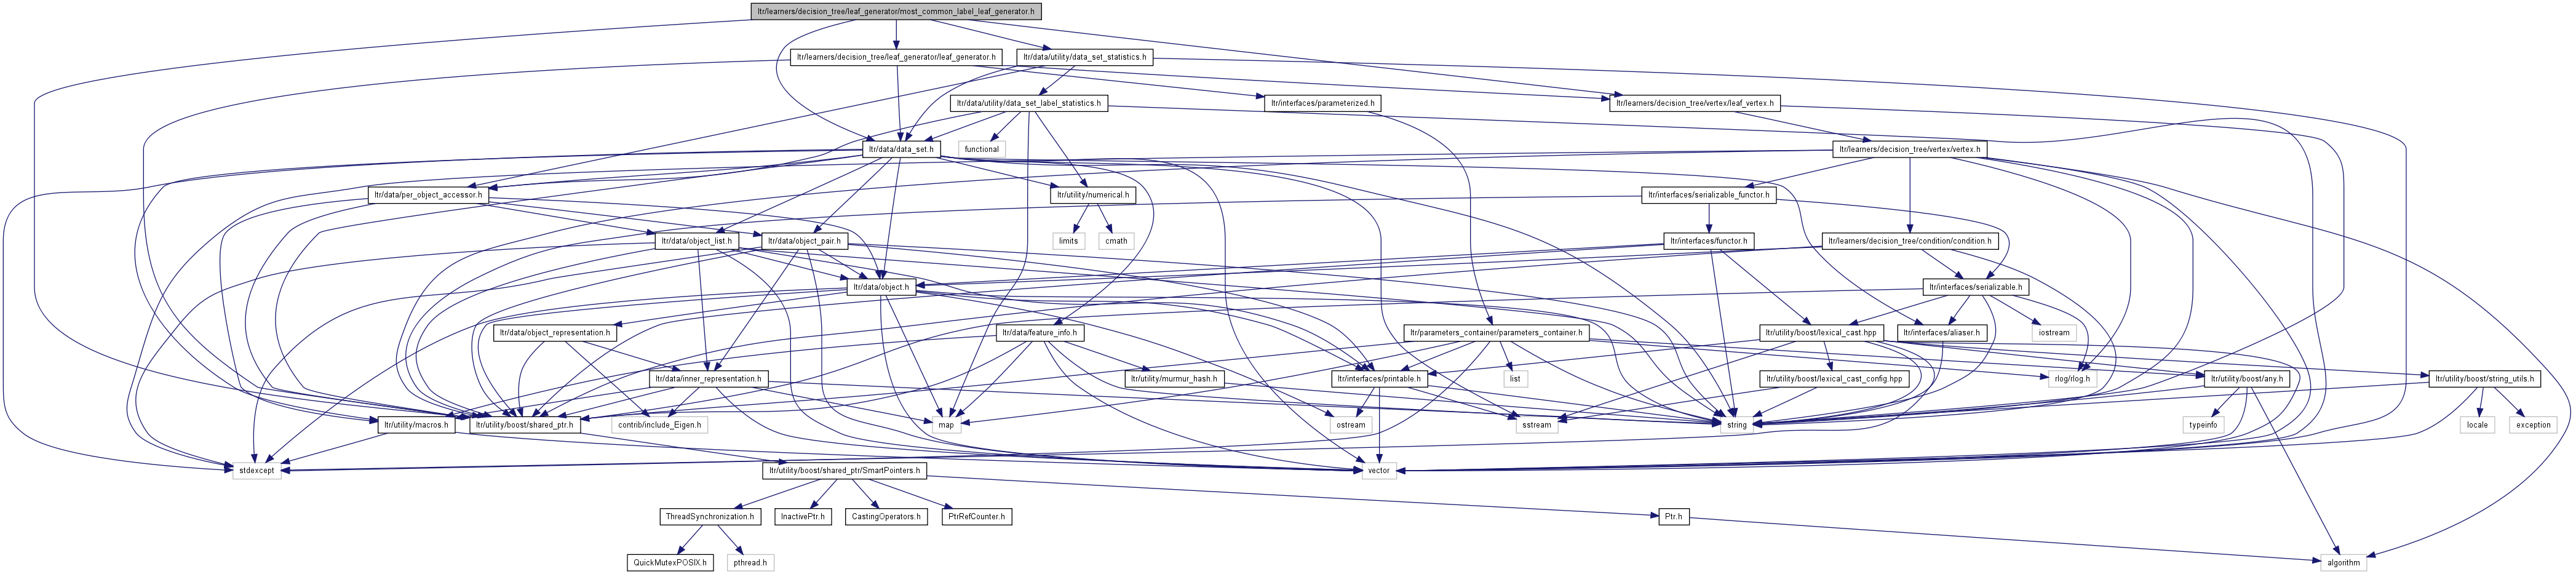 ltr/learners/decision_tree/leaf_generator/most_common_label_leaf_generator.h
ltr/learners/decision_tree/leaf_generator/leaf_generator.h
ltr/data/utility/data_set_statistics.h
ltr/data/utility/data_set_label_statistics.h
ltr/interfaces/parameterized.h
ltr/learners/decision_tree/vertex/leaf_vertex.h
ltr/data/data_set.h
functional
ltr/learners/decision_tree/vertex/vertex.h
ltr/data/per_object_accessor.h
ltr/utility/numerical.h
ltr/interfaces/serializable_functor.h
ltr/data/object_list.h
ltr/data/object_pair.h
limits
cmath
ltr/interfaces/functor.h
ltr/learners/decision_tree/condition/condition.h
ltr/data/object.h
ltr/interfaces/serializable.h
ltr/data/object_representation.h
ltr/data/feature_info.h
ltr/parameters_container/parameters_container.h
ltr/utility/boost/lexical_cast.hpp
ltr/interfaces/aliaser.h
iostream
ltr/data/inner_representation.h
ltr/utility/murmur_hash.h
ltr/interfaces/printable.h
list
ltr/utility/boost/lexical_cast_config.hpp
rlog/rlog.h
ltr/utility/boost/any.h
ltr/utility/boost/string_utils.h
ltr/utility/macros.h
ltr/utility/boost/shared_ptr.h
contrib/include_Eigen.h
map
ostream
sstream
string
typeinfo
locale
exception
stdexcept
ltr/utility/boost/shared_ptr/SmartPointers.h
vector
ThreadSynchronization.h
InactivePtr.h
CastingOperators.h
PtrRefCounter.h
Ptr.h
QuickMutexPOSIX.h
pthread.h
algorithm